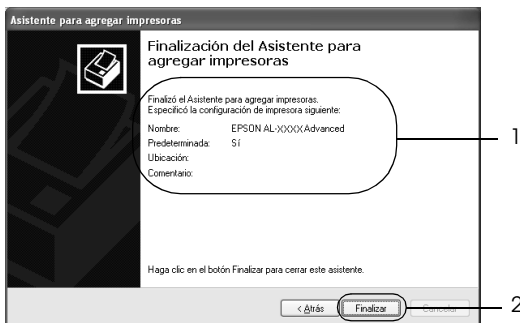 Asistente para agregar impresoras
Finalización del Asistente para
agregar impresoras
Finalizó el Asistente para agregar impresoras.
Especificó la configuración de impresora siguiente:
Nombre: EPSON AL-XXXXAdvanced
Predeterminada: Sí
Ubicación:
Comentario:
1
Haga clic en el botón Finalizar para cerrar este asistente.
< Atrás Finalizar Cancelar 2